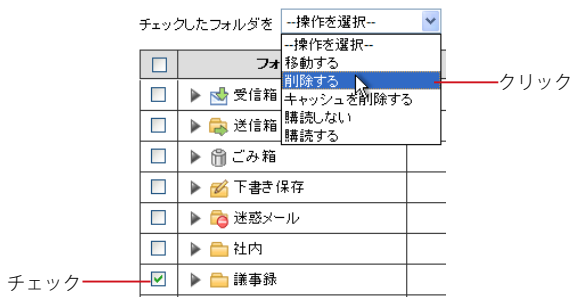 チェックしたフォルダを --操作を選択--
--操作を選択--
移動する
削除する
キャッシュを削除する
購読しない
購読する
クリック
フォ
受信箱
送信箱
ごみ箱
下書き保存
迷惑メール
社内
チェック
議事録